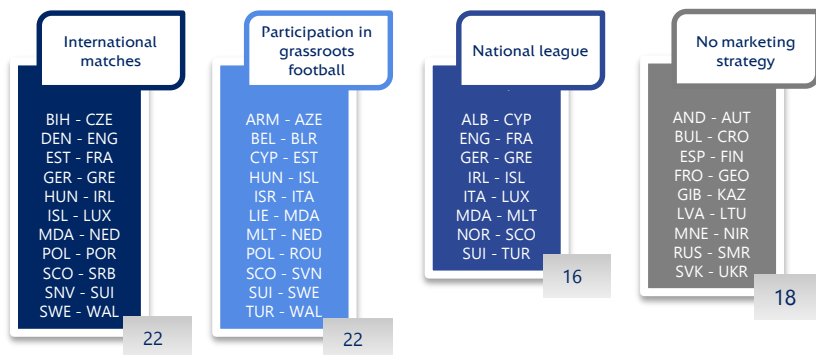 International
matches
BIH - CZE
DEN - ENG
EST - FRA
GER - GRE
HUN - IRL
ISL - LUX
MDA - NED
POL - POR
SCO - SRB
SNV - SUI
SWE - WAL
22
Participation in
grassroots
football
ARM - AZE
BEL - BLR
CYP - EST
HUN - ISL
ISR - ITA
LIE - MDA
MLT - NED
POL - ROU
SCO - SVN
SUI - SWE
TUR - WAL
22
National league
ALB - CYP
ENG - FRA
GER - GRE
IRL - ISL
ITA - LUX
MDA - MLT
NOR - SCO
SUI - TUR
16
No marketing
strategy
AND - AUT
BUL - CRO
ESP - FIN
FRO - GEO
GIB - KAZ
LVA - LTU
MNE - NIR
RUS - SMR
SVK - UKR
18